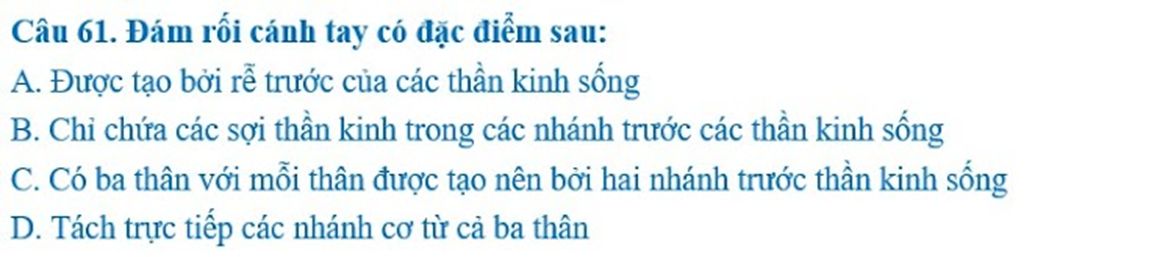 Câu 61. Đám rối cánh tay có đặc điểm sau:
A. Được tạo bởi rễ trước của các thần kinh sống
B. Chỉ chứa các sợi thần kinh trong các nhánh trước các thần kinh sống
C. Có ba thân với mỗi thân được tạo nên bởi hai nhánh trước thần kinh sống
D. Tách trực tiếp các nhánh cơ từ cả ba thân